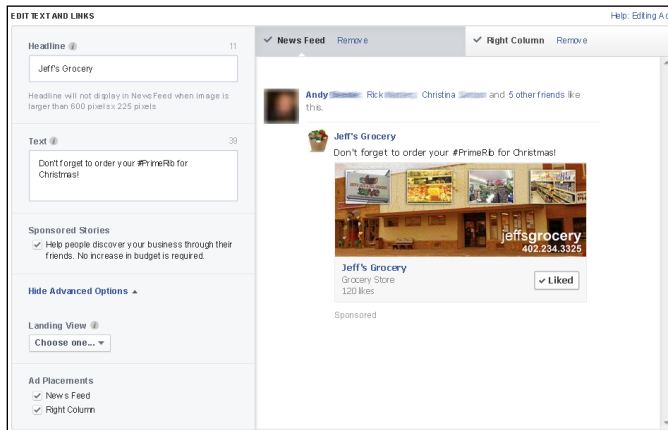 EDIT TEXT AND LINKS
Help: Editing Ad
Headline
11
Jeff's Grocery
Headline will not display in News Feed when image is
larger than 600 pixels x 225 pixels
Text
39
Don't forget to order your #PrimeRib for
Christmas!
Sponsored Stories
Help people discover your business through their
friends. No increase in budget is required.
Hide Advanced Options
Landing View
Choose one...
Ad Placements
News Feed
Right Column
News Feed Remove
Right Column Remove
Andy Rick Christina and 5 other friends like
this.
Jeff's Grocery
Don't forget to order your #PrimeRib for Christmas!
jeffsgrocery
402.234.3325
Jeff's Grocery
Grocery Store
120 likes
Liked
Sponsored